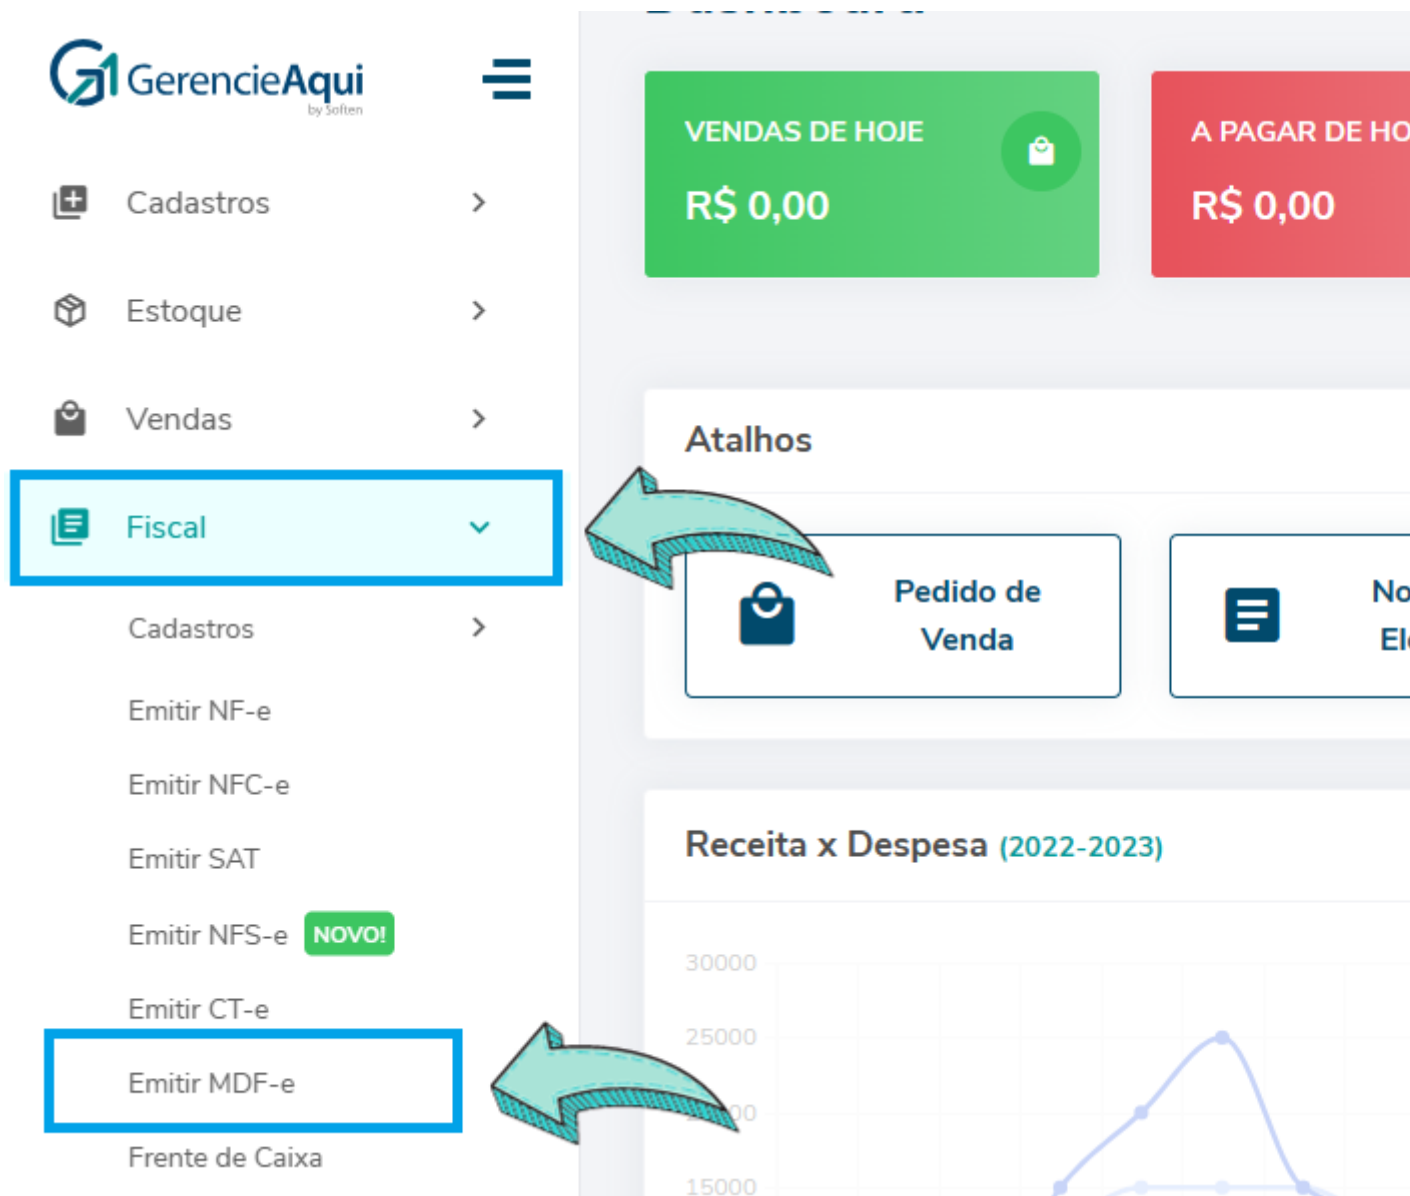 GerencieAqui
by Soften
Cadastros
Estoque
Vendas
Fiscal
Cadastros
Emitir NF-e
Emitir NFC-e
Emitir SAT
Emitir NFS-e NOVO!
Emitir CT-e
Emitir MDF-e
Frente de Caixa
VENDAS DE HOJE
R$ 0,00
A PAGAR DE HO
R$ 0,00
Atalhos
Pedido de
Venda
No
El
Receita x Despesa (2022-2023)
30000
25000
15000